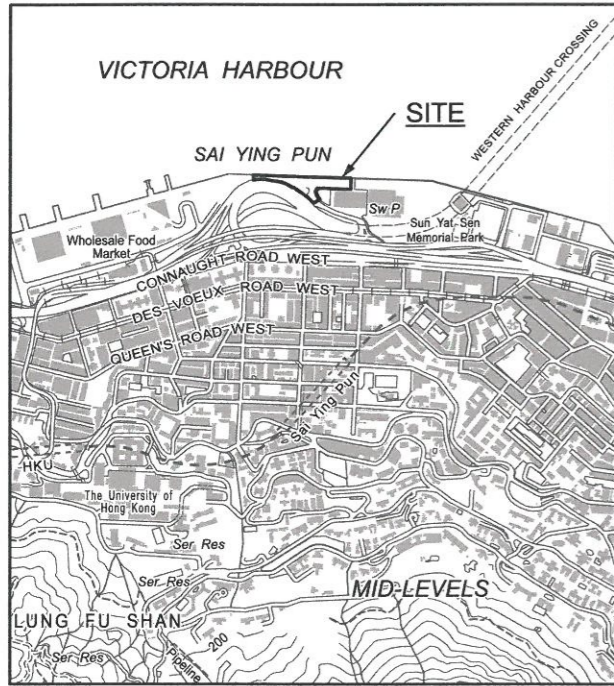 VICTORIA HARBOUR
WESTERN HARBOUR CROSSING
SITE
SAI YING PUN
Sw P
Sun Yat Sen
Memorial Park
Wholesale Food
Market
CONNAUGHT ROAD WEST
DES VOEUX ROAD WEST
QUEEN'S ROAD WEST
Sai Ying Pun
HKU
The University of
Hong Kong
Ser Res
Ser Res
MID-LEVELS
LUNG FU SHAN
200
Ser Res
Pipeline